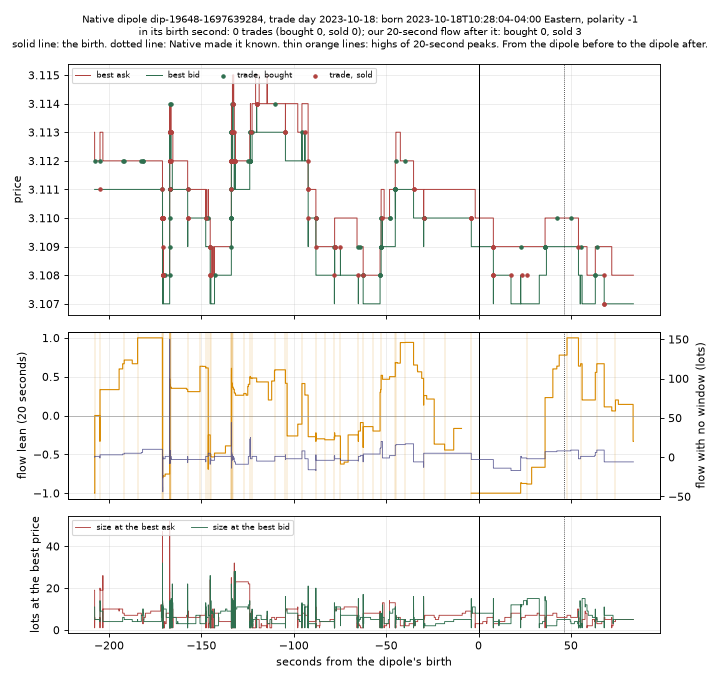 Native dipole dip-19648-1697639284, trade day 2023-10-18: born 2023-10-18T10:28:04-04:00 Eastern, polarity -1
in its birth second: 0 trades (bought 0, sold 0); our 20-second flow after it: bought 0, sold 3
solid line: the birth. dotted line: Native made it known. thin orange lines: highs of 20-second peaks. From the dipole before to the dipole after.
best ask best bid trade, bought trade, sold
3.115
3.114
3.113
3.112
3.111
3.110
3.109
3.108
3.107
price
1.0
0.5
0.0
−0.5
−1.0
flow lean (20 seconds)
150
100
50
0
−50
flow with no window (lots)
size at the best ask size at the best bid
40
20
0
lots at the best price
−200 −150 −100 −50 0 50
seconds from the dipole's birth